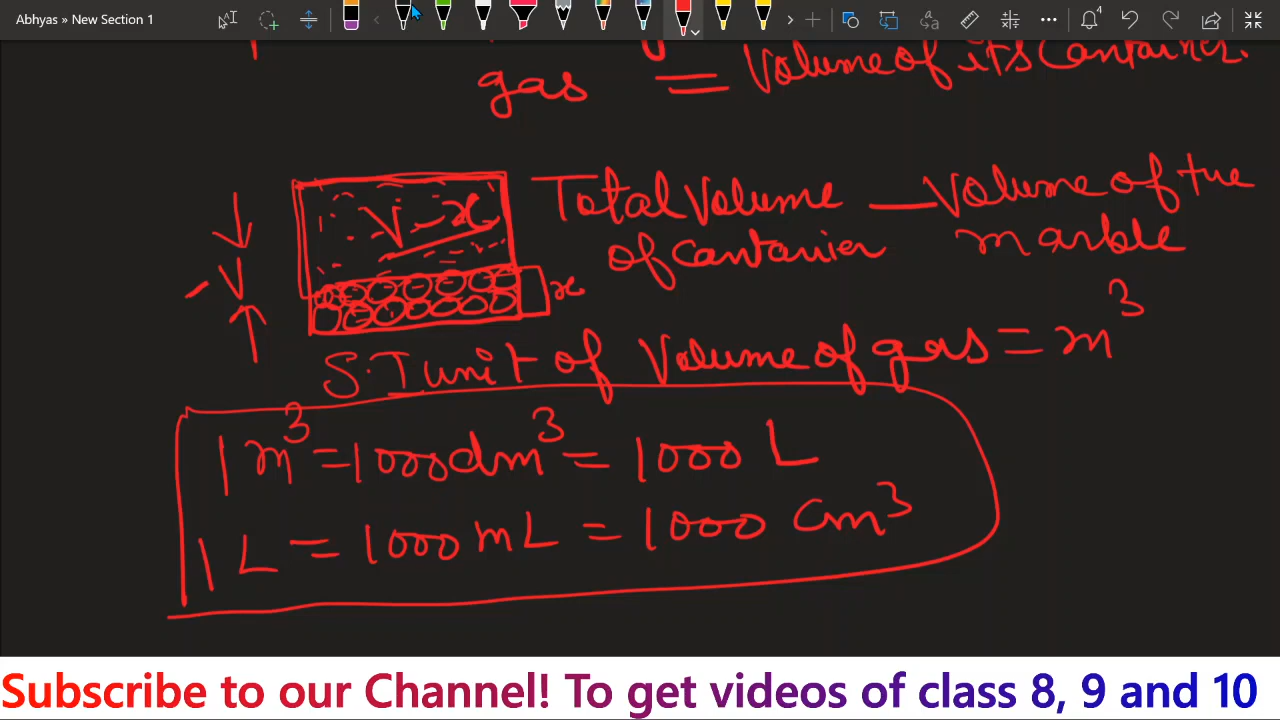 Abhyas » New Section 1
Volume of its Cantainer.
gas =
V-x Total Volume — Volume of the
of Cantanier marble
V
x
S.I unit of Volume of gas = m³
1 m³ = 1000 dm³ = 1000 L
1 L = 1000 mL = 1000 cm³
Subscribe to our Channel! To get videos of class 8, 9 and 10